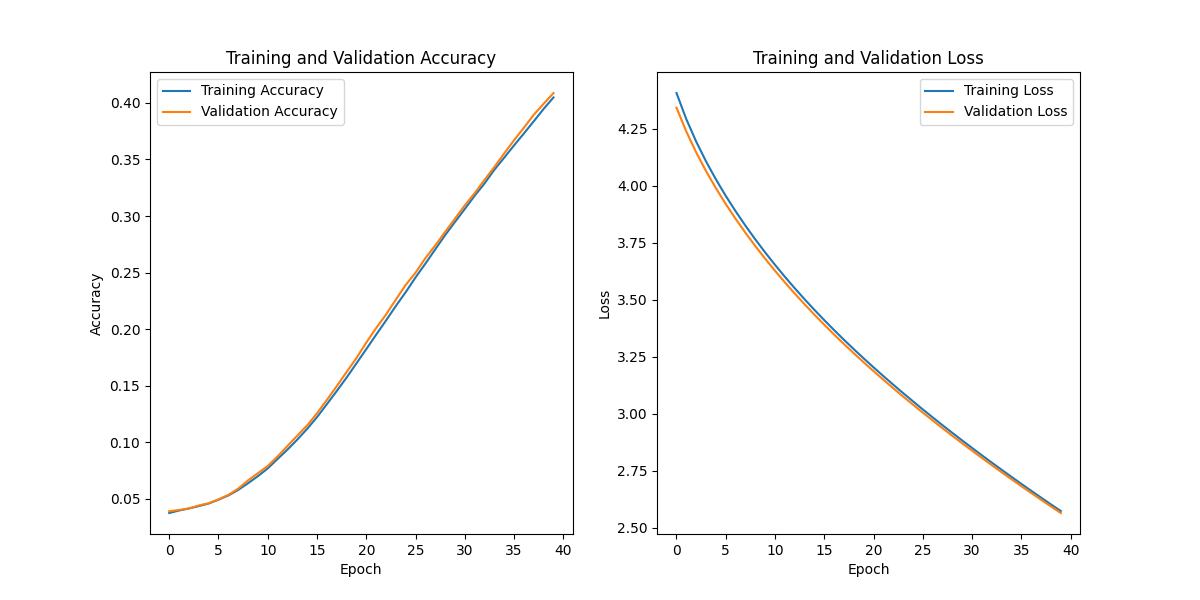 Training and Validation Accuracy
Training Accuracy
Validation Accuracy
0.40
0.35
0.30
0.25
0.20
0.15
0.10
0.05
Accuracy
0 5 10 15 20 25 30 35 40
Epoch
Training and Validation Loss
Training Loss
Validation Loss
4.25
4.00
3.75
3.50
3.25
3.00
2.75
2.50
Loss
0 5 10 15 20 25 30 35 40
Epoch